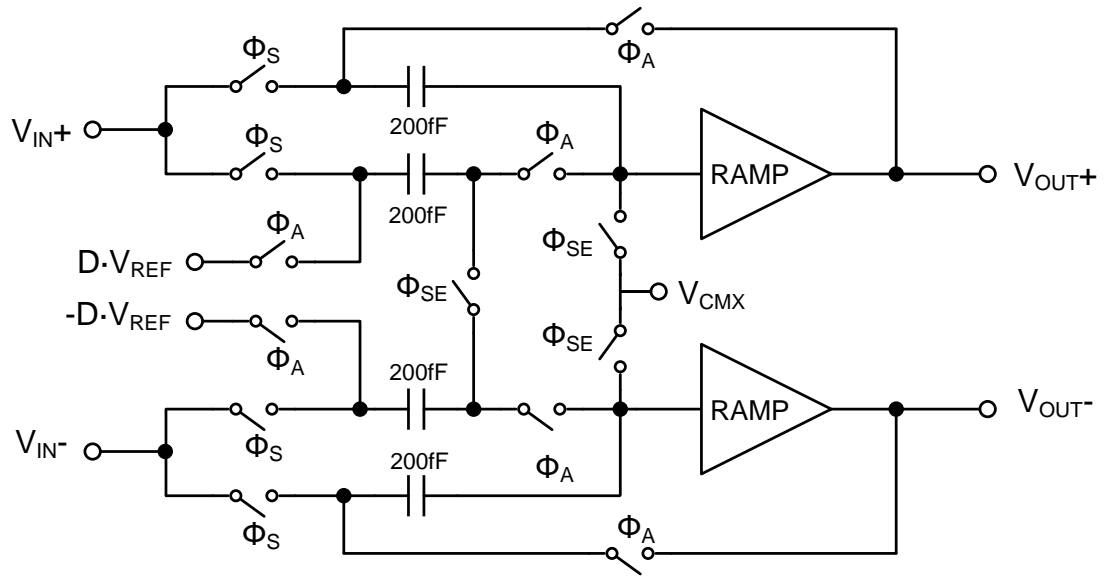 Φ_S
Φ_A
V_IN+
200fF
Φ_S
Φ_A
RAMP
V_OUT+
200fF
Φ_A
D·V_REF
Φ_SE
Φ_SE
V_CMX
-D·V_REF
Φ_SE
Φ_A
200fF
RAMP
V_OUT-
V_IN-
Φ_S
200fF
Φ_A
Φ_S
Φ_A